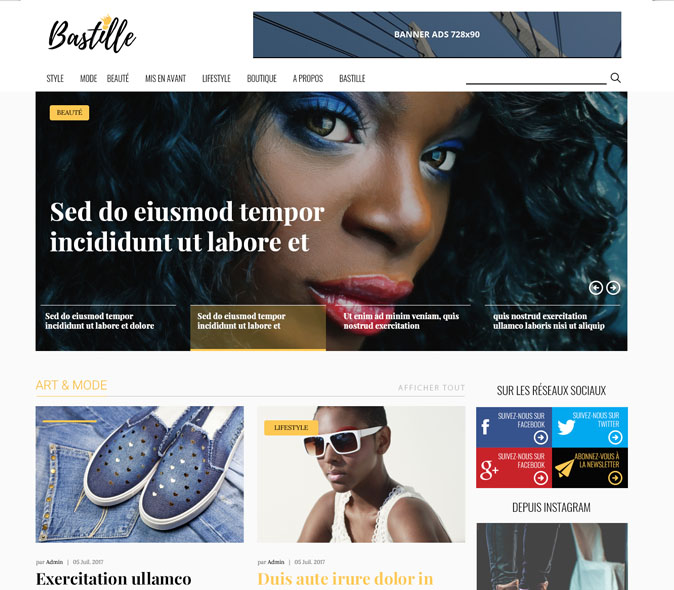 Bastille
BANNER ADS 728x90
STYLE MODE BEAUTÉ MIS EN AVANT LIFESTYLE BOUTIQUE A PROPOS BASTILLE
BEAUTÉ
Sed do eiusmod tempor
incididunt ut labore et
Sed do eiusmod tempor
incididunt ut labore et dolore
Sed do eiusmod tempor
incididunt ut labore et
Ut enim ad minim veniam, quis
nostrud exercitation
quis nostrud exercitation
ullamco laboris nisi ut aliquip
ART & MODE
AFFICHER TOUT
LIFESTYLE
par Admin | 05 Juil. 2017
Exercitation ullamco
par Admin | 05 Juil. 2017
Duis aute irure dolor in
SUR LES RÉSEAUX SOCIAUX
f
SUIVEZ-NOUS SUR
FACEBOOK
SUIVEZ-NOUS SUR
TWITTER
g+
SUIVEZ-NOUS SUR
FACEBOOK
ABONNEZ-VOUS À
LA NEWSLETTER
DEPUIS INSTAGRAM